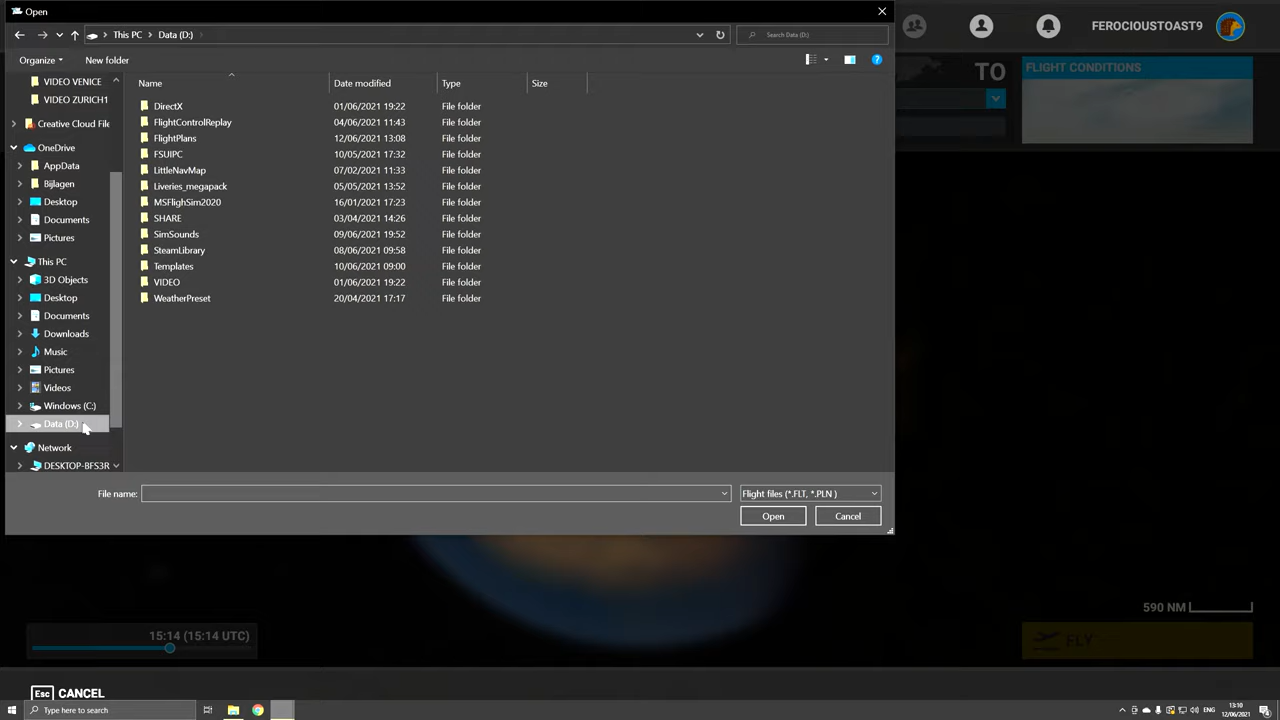 Open
This PC > Data (D:) >
Search Data (D:)
Organize
New folder
Name
Date modified
Type
Size
VIDEO VENICE
VIDEO ZURICH1
Creative Cloud File
OneDrive
AppData
Bijlagen
Desktop
Documents
Pictures
This PC
3D Objects
Desktop
Documents
Downloads
Music
Pictures
Videos
Windows (C:)
Data (D:)
Network
DESKTOP-BFS3R
DirectX 01/06/2021 19:22 File folder
FlightControlReplay 04/06/2021 11:43 File folder
FlightPlans 12/06/2021 13:08 File folder
FSUIPC 10/05/2021 17:32 File folder
LittleNavMap 07/02/2021 11:33 File folder
Liveries_megapack 05/05/2021 13:52 File folder
MSFlighSim2020 16/01/2021 17:23 File folder
SHARE 03/04/2021 14:26 File folder
SimSounds 09/06/2021 19:52 File folder
SteamLibrary 08/06/2021 09:58 File folder
Templates 10/06/2021 09:00 File folder
VIDEO 01/06/2021 19:22 File folder
WeatherPreset 20/04/2021 17:17 File folder
File name:
Flight files (*.FLT, *.PLN )
Open
Cancel
FEROCIOUSTOAST9
TO
FLIGHT CONDITIONS
590 NM
15:14 (15:14 UTC)
FLY
Esc CANCEL
Type here to search
ENG
13:10
12/06/2021